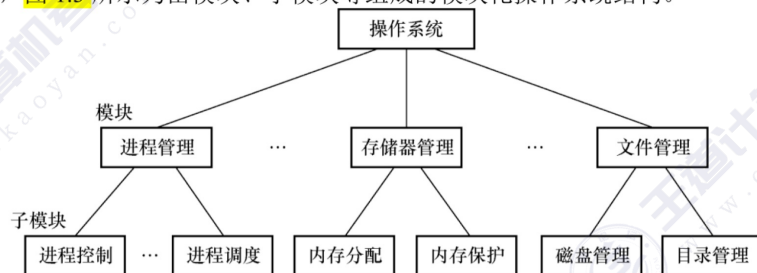 图 1.3 所示为由模块、子模块等组成的模块化操作系统结构。
操作系统
模块
进程管理 … 存储器管理 … 文件管理
子模块
进程控制 … 进程调度 内存分配 内存保护 磁盘管理 目录管理